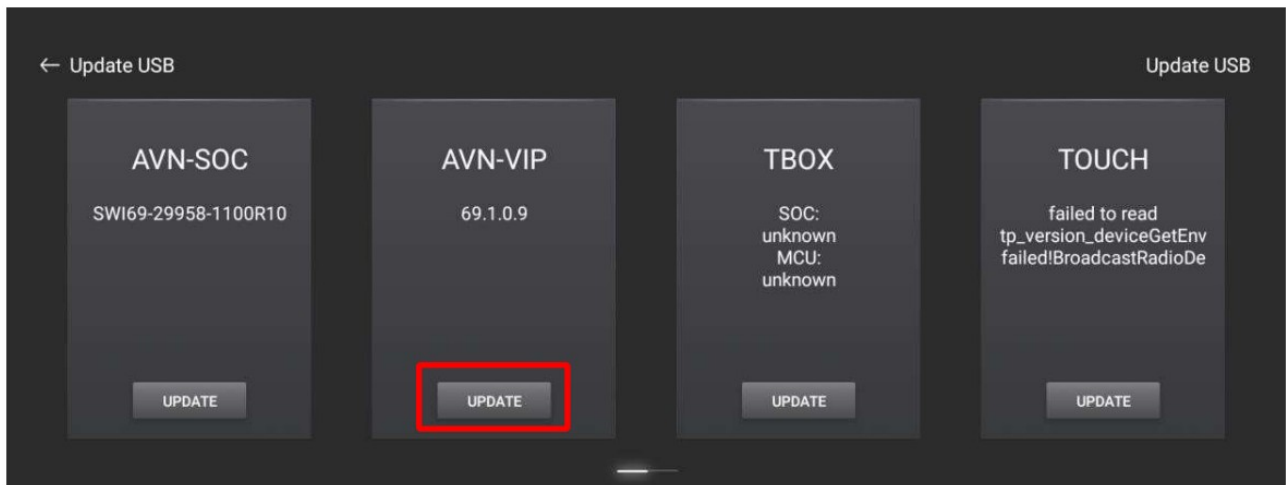 ← Update USB
Update USB
AVN-SOC
SWI69-29958-1100R10
UPDATE
AVN-VIP
69.1.0.9
UPDATE
TBOX
SOC:
unknown
MCU:
unknown
UPDATE
TOUCH
failed to read
tp_version_deviceGetEnv
failed!BroadcastRadioDe
UPDATE